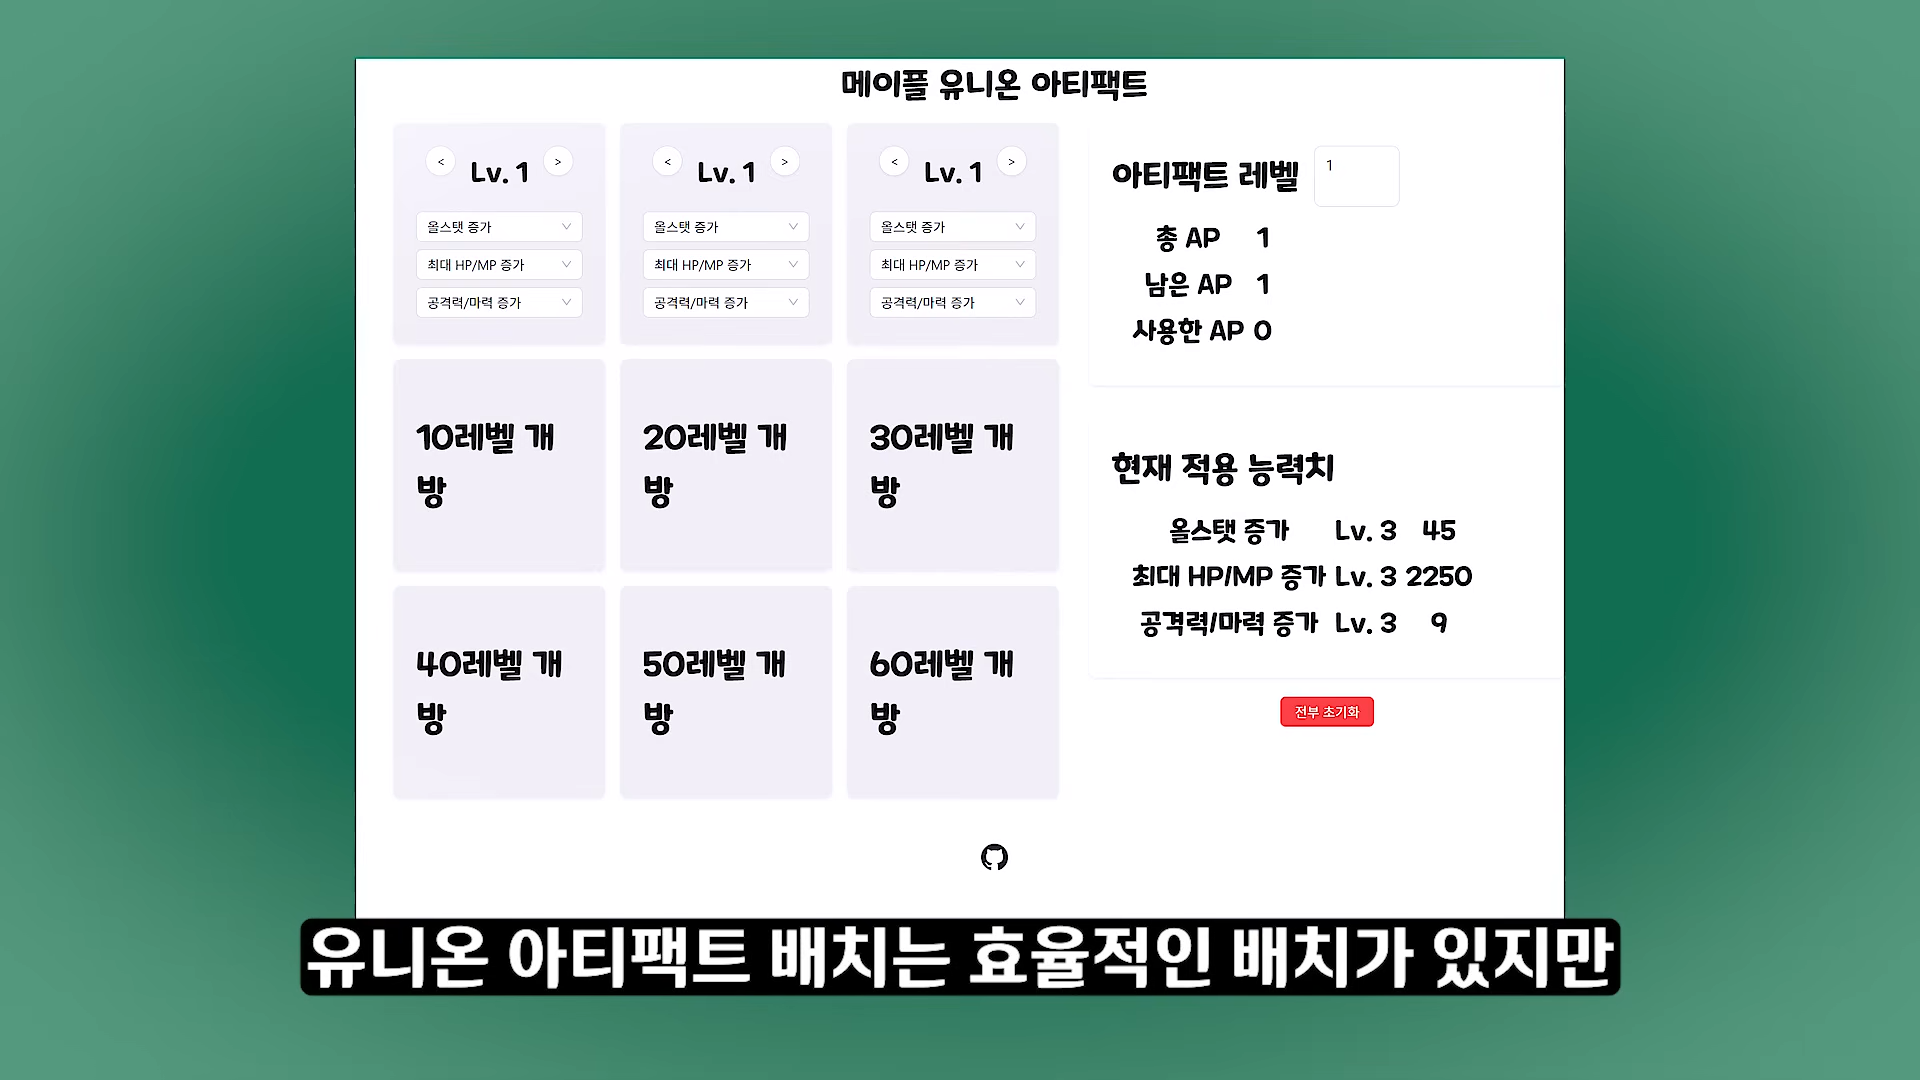 메이플 유니온 아티팩트
< Lv. 1 >
올스탯 증가
최대 HP/MP 증가
공격력/마력 증가
< Lv. 1 >
올스탯 증가
최대 HP/MP 증가
공격력/마력 증가
< Lv. 1 >
올스탯 증가
최대 HP/MP 증가
공격력/마력 증가
10레벨 개
방
20레벨 개
방
30레벨 개
방
40레벨 개
방
50레벨 개
방
60레벨 개
방
아티팩트 레벨 1
총 AP 1
남은 AP 1
사용한 AP 0
현재 적용 능력치
올스탯 증가 Lv. 3 45
최대 HP/MP 증가 Lv. 3 2250
공격력/마력 증가 Lv. 3 9
전부 초기화
유니온 아티팩트 배치는 효율적인 배치가 있지만